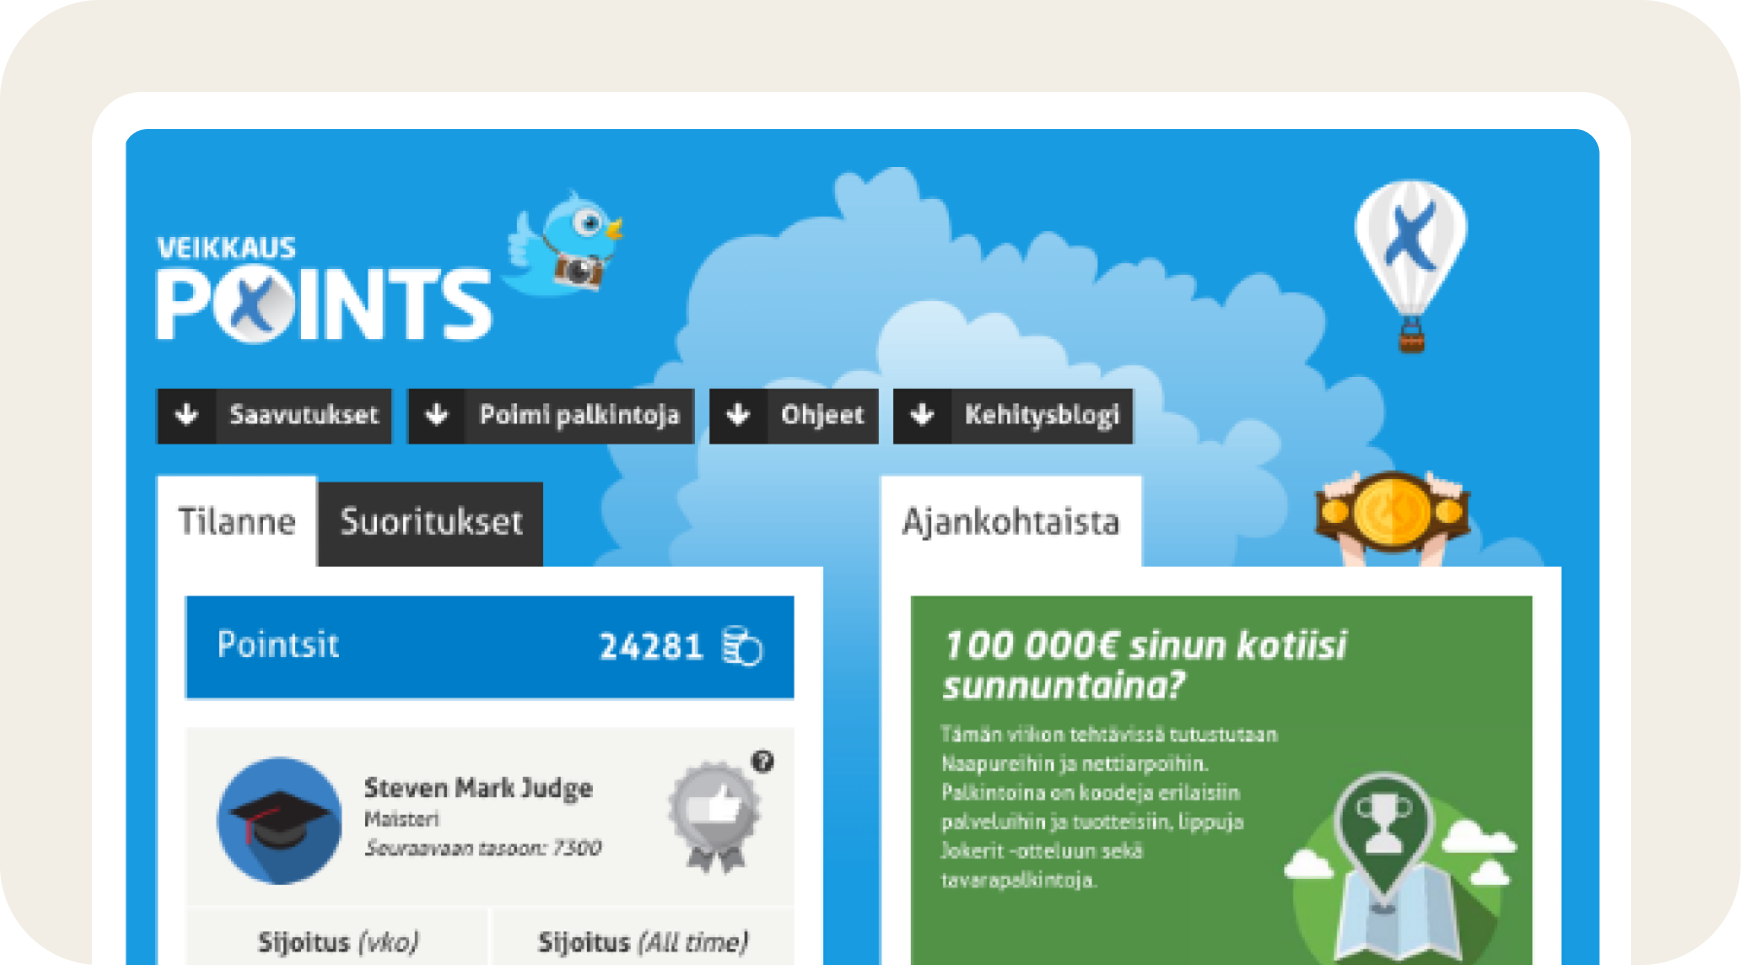 VEIKKAUS
POINTS
Saavutukset
Poimi palkintoja
Ohjeet
Kehitysblogi
Tilanne
Suoritukset
Pointsit
24281
Steven Mark Judge
Maisteri
Seuraavaan tasoon: 7300
?
Sijoitus (vko)
Sijoitus (All time)
Ajankohtaista
100 000€ sinun kotiisi
sunnuntaina?
Tämän viikon tehtävissä tutustutaan
Naapureihin ja nettiarpoihin.
Palkintoina on koodeja erilaisiin
palveluihin ja tuotteisiin, lippuja
Jokerit -otteluun sekä
tavarapalkintoja.